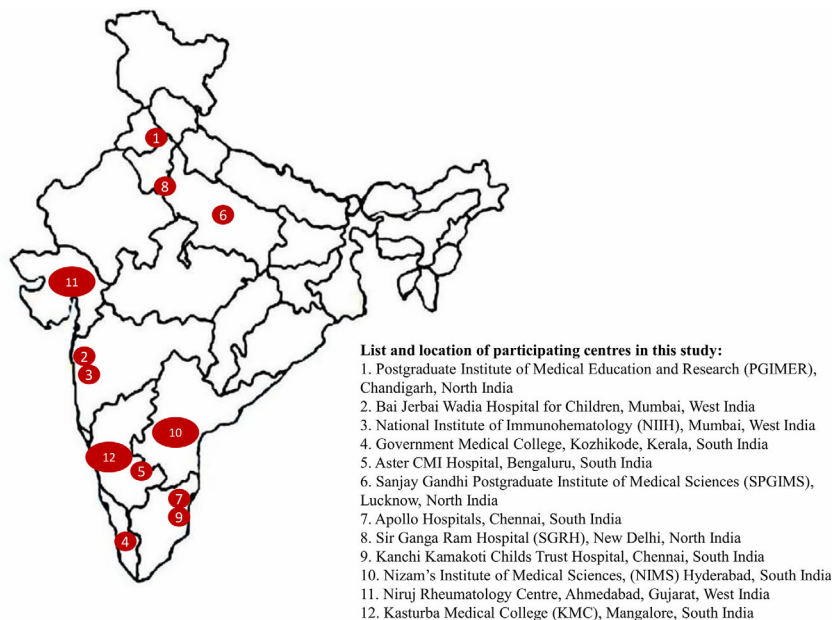 1
8
6
11
2
3
10
12
5
7
9
4
List and location of participating centres in this study:
1. Postgraduate Institute of Medical Education and Research (PGIMER),
Chandigarh, North India
2. Bai Jerbai Wadia Hospital for Children, Mumbai, West India
3. National Institute of Immunohematology (NIIH), Mumbai, West India
4. Government Medical College, Kozhikode, Kerala, South India
5. Aster CMI Hospital, Bengaluru, South India
6. Sanjay Gandhi Postgraduate Institute of Medical Sciences (SPGIMS),
Lucknow, North India
7. Apollo Hospitals, Chennai, South India
8. Sir Ganga Ram Hospital (SGRH), New Delhi, North India
9. Kanchi Kamakoti Childs Trust Hospital, Chennai, South India
10. Nizam’s Institute of Medical Sciences, (NIMS) Hyderabad, South India
11. Niruj Rheumatology Centre, Ahmedabad, Gujarat, West India
12. Kasturba Medical College (KMC), Mangalore, South India